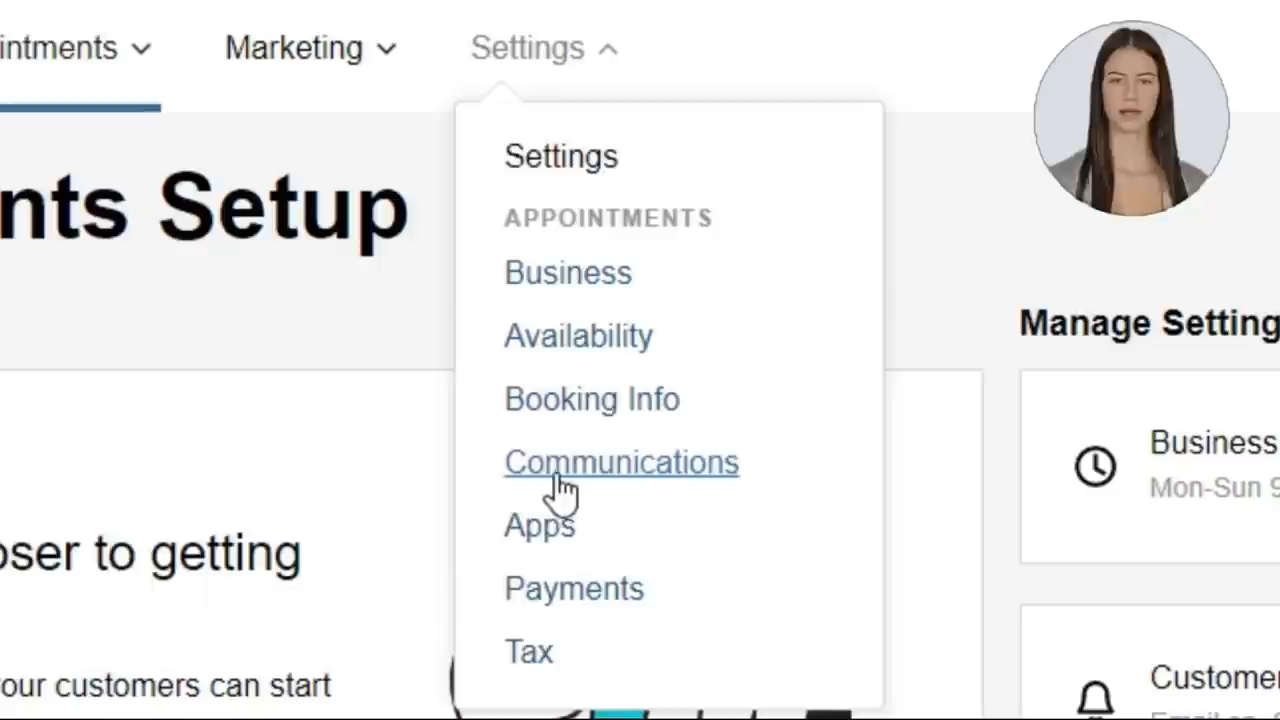 intments
Marketing
Settings
nts Setup
Settings
APPOINTMENTS
Business
Availability
Booking Info
Communications
Apps
Payments
Tax
oser to getting
our customers can start
Manage Setting
Business
Mon-Sun 9
Customer